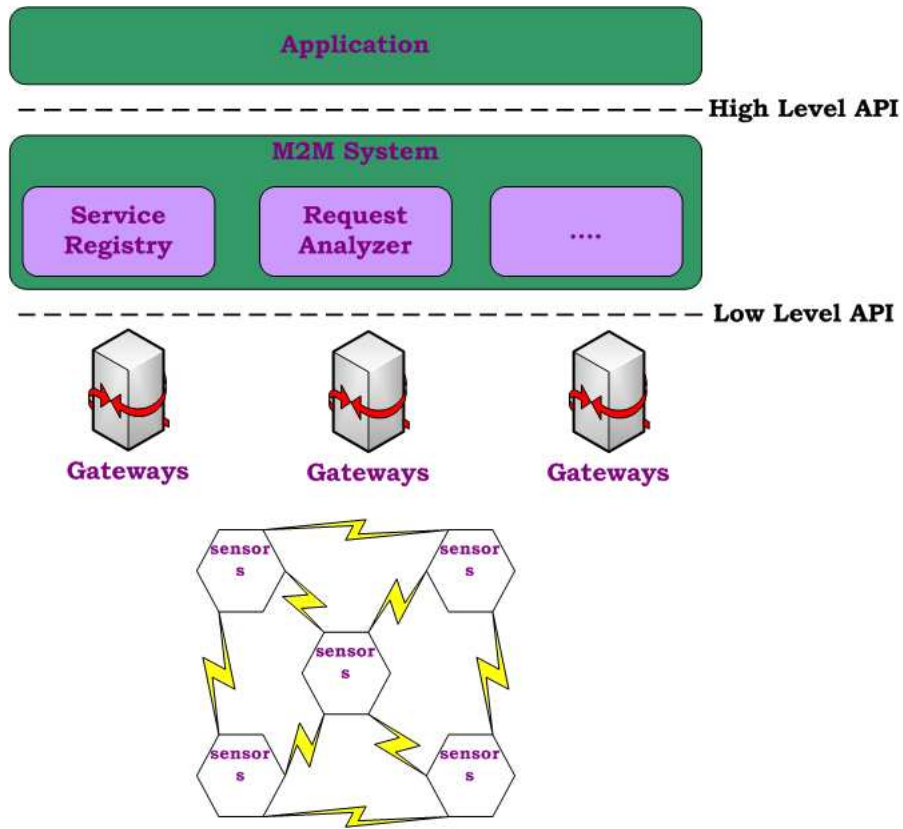 Application
High Level API
M2M System
Service
Registry
Request
Analyzer
....
Low Level API
Gateways
Gateways
Gateways
sensor
s
sensor
s
sensor
s
sensor
s
sensor
s